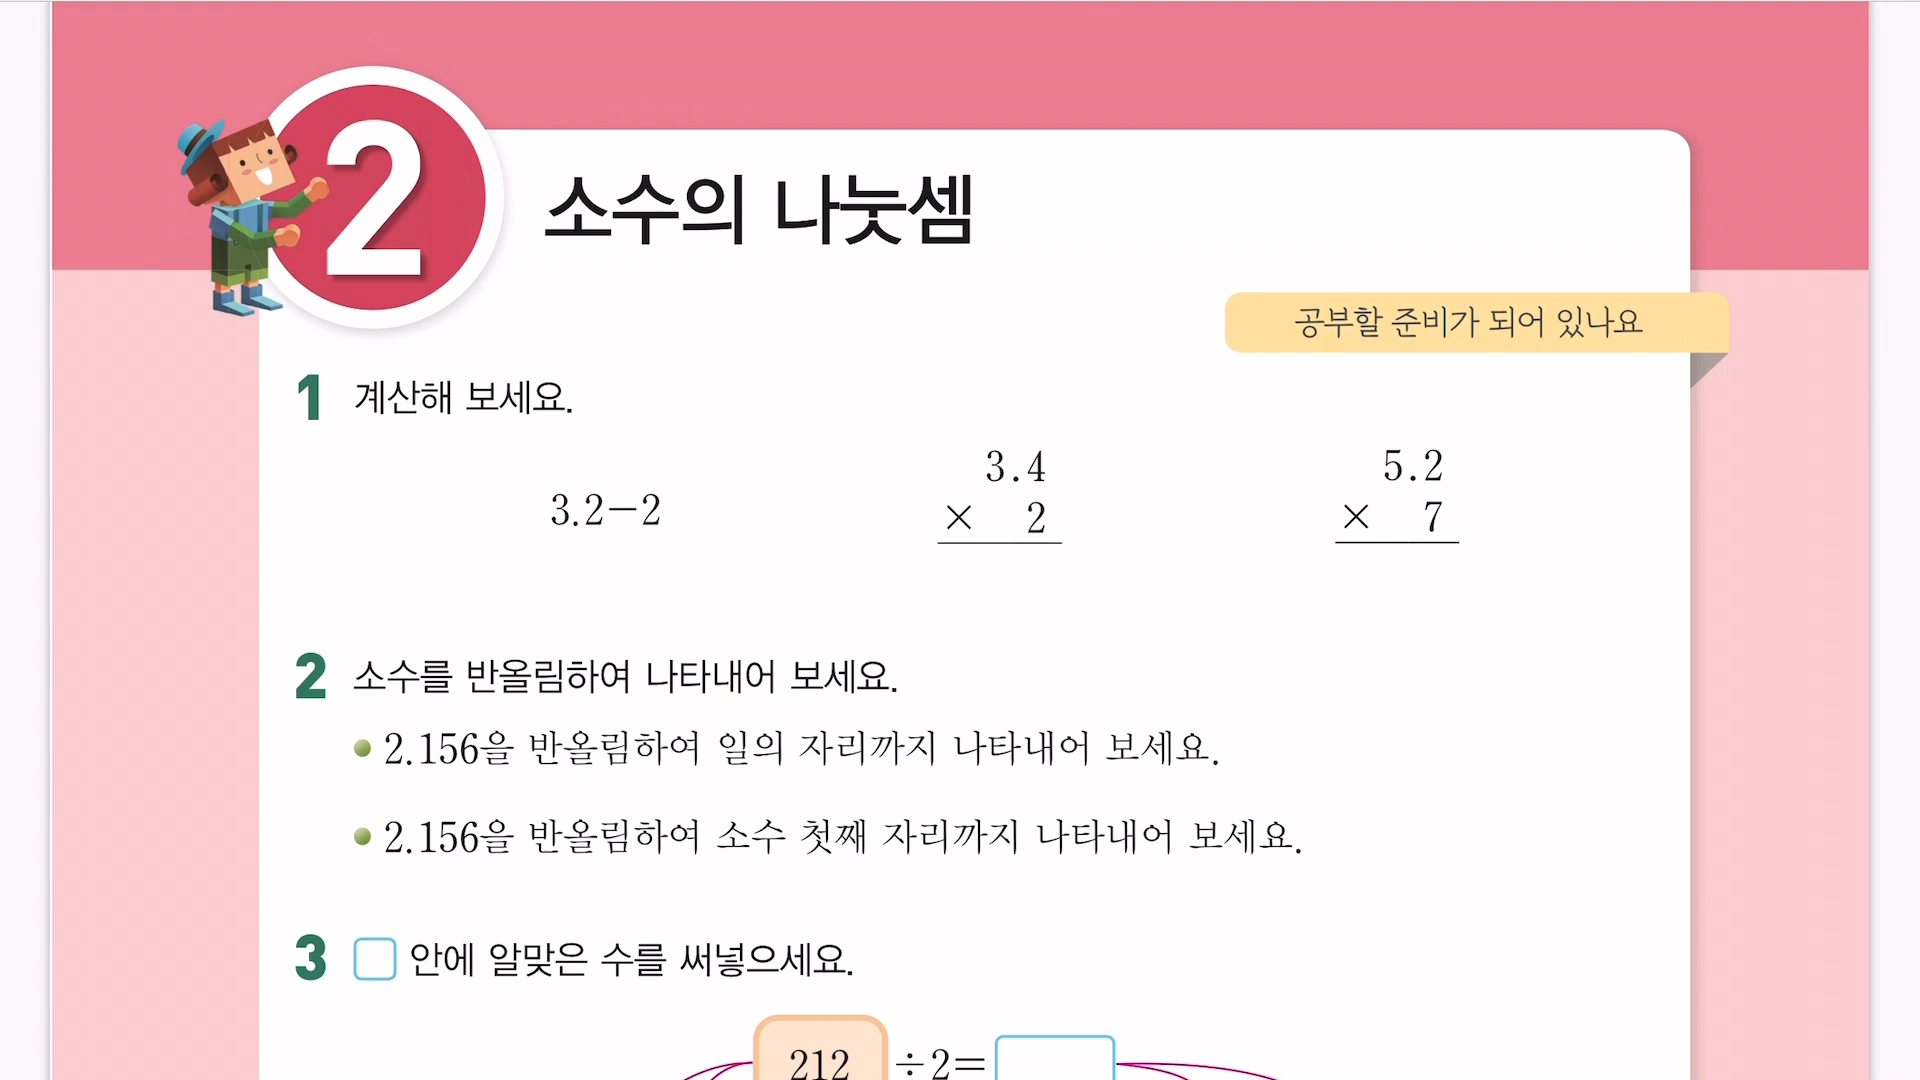 2
소수의 나눗셈
공부할 준비가 되어 있나요
1 계산해 보세요.
3.2−2
3.4
× 2
5.2
× 7
2 소수를 반올림하여 나타내어 보세요.
2.156을 반올림하여 일의 자리까지 나타내어 보세요.
2.156을 반올림하여 소수 첫째 자리까지 나타내어 보세요.
3 □ 안에 알맞은 수를 써넣으세요.
212 ÷2=